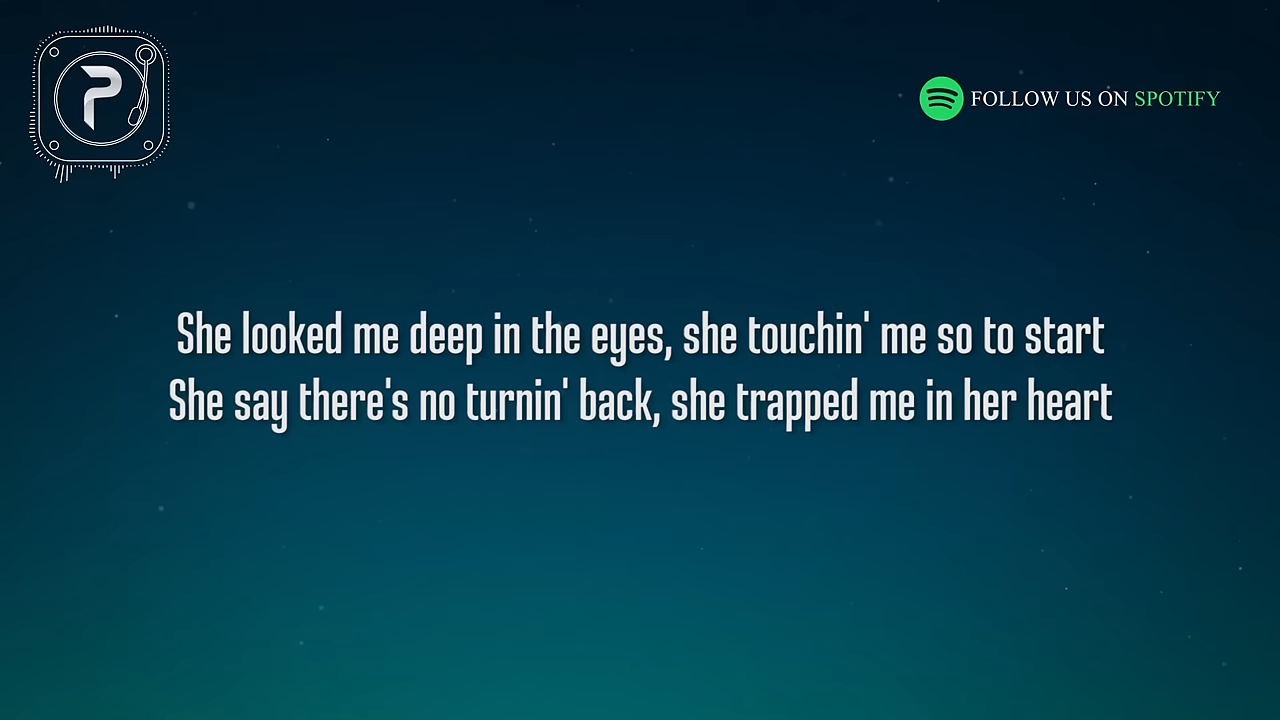 P
FOLLOW US ON SPOTIFY
She looked me deep in the eyes, she touchin' me so to start
She say there's no turnin' back, she trapped me in her heart